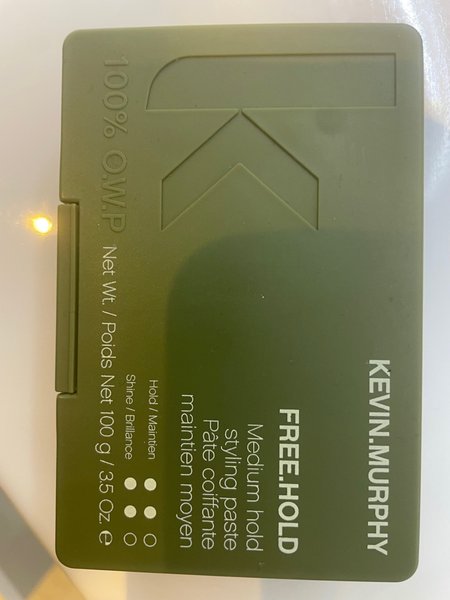 KEVIN.MURPHY
FREE.HOLD
Medium hold
styling paste
Pâte coiffante
maintien moyen
Hold / Maintien
Shine / Brillance
100% O.W.P Net Wt. / Poids Net 100 g / 3.5 Oz. e